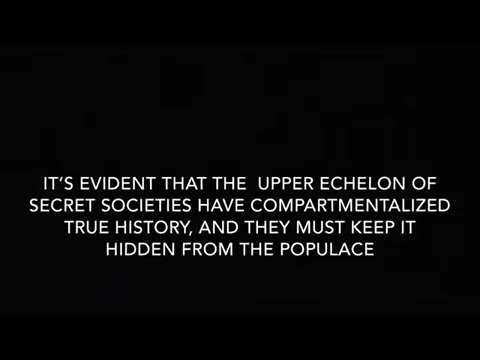 IT'S EVIDENT THAT THE UPPER ECHELON OF
SECRET SOCIETIES HAVE COMPARTMENTALIZED
TRUE HISTORY, AND THEY MUST KEEP IT
HIDDEN FROM THE POPULACE